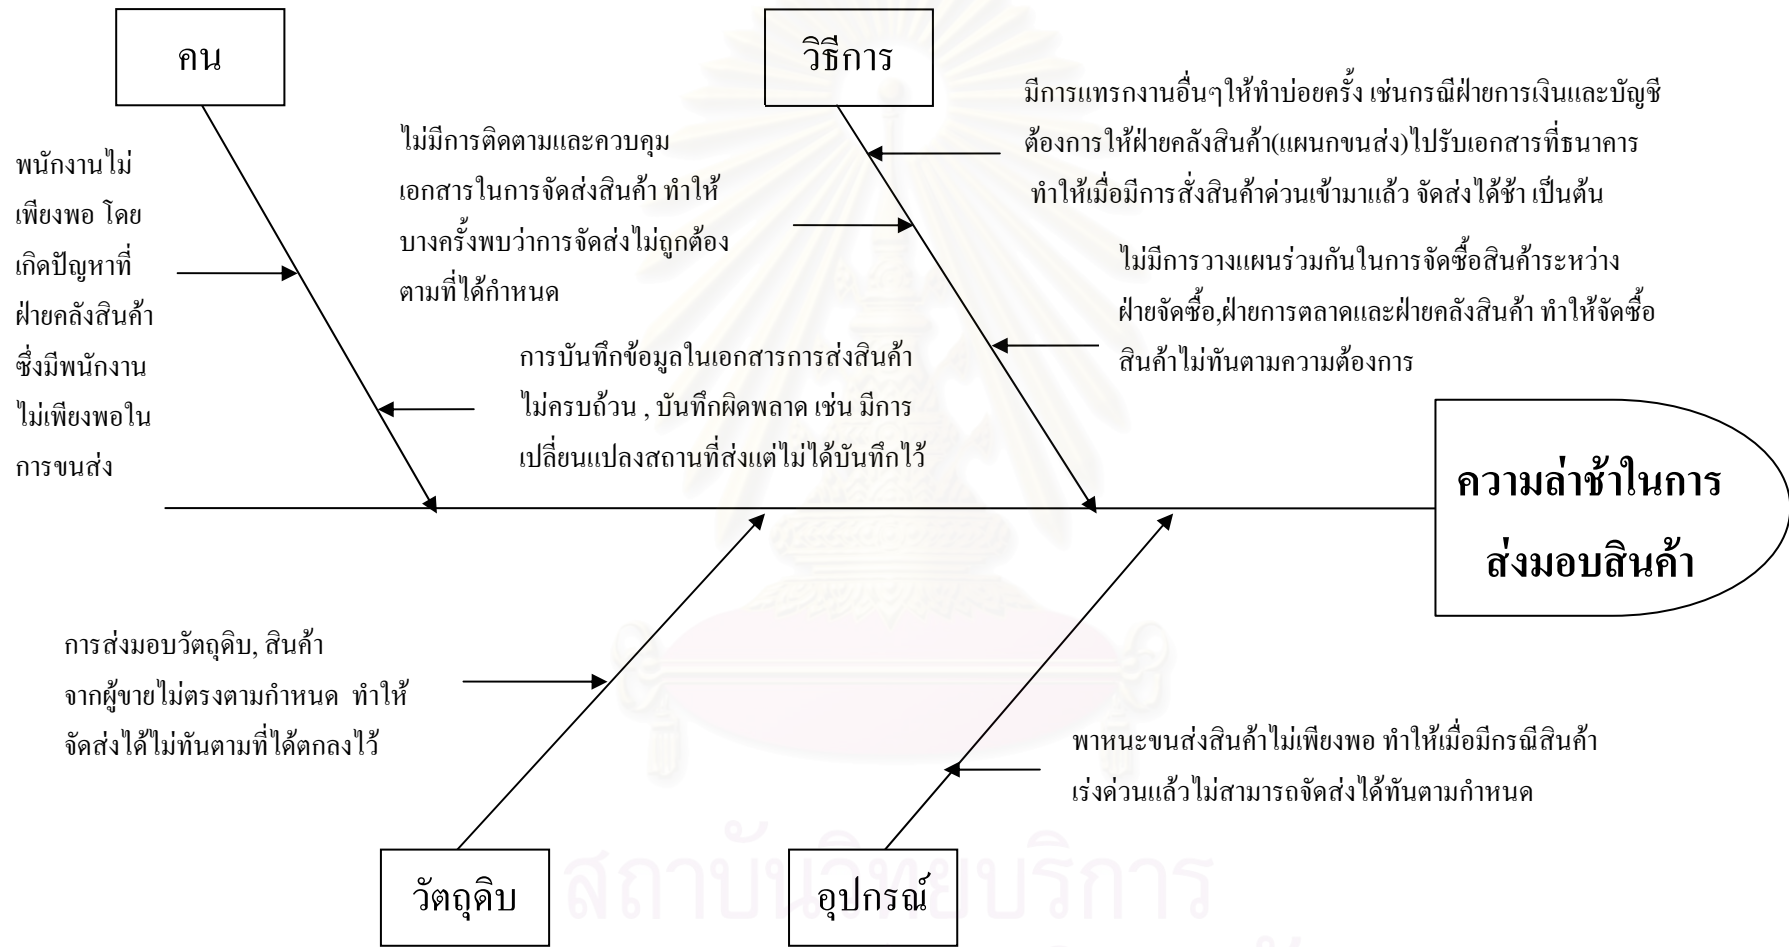 คน
วิธีการ
พนักงานไม่
เพียงพอ โดย
เกิดปัญหาที่
ฝ่ายคลังสินค้า
ซึ่งมีพนักงาน
ไม่เพียงพอใน
การขนส่ง
ไม่มีการติดตามและควบคุม
เอกสารในการจัดส่งสินค้า ทำให้
บางครั้งพบว่าการจัดส่งไม่ถูกต้อง
ตามที่ได้กำหนด
มีการแทรกงานอื่นๆให้ทำบ่อยครั้ง เช่นกรณีฝ่ายการเงินและบัญชี
ต้องการให้ฝ่ายคลังสินค้า(แผนกขนส่ง)ไปรับเอกสารที่ธนาคาร
ทำให้เมื่อมีการสั่งสินค้าด่วนเข้ามาแล้ว จัดส่งได้ช้า เป็นต้น
ไม่มีการวางแผนร่วมกันในการจัดซื้อสินค้าระหว่าง
ฝ่ายจัดซื้อ,ฝ่ายการตลาดและฝ่ายคลังสินค้า ทำให้จัดซื้อ
สินค้าไม่ทันตามความต้องการ
การบันทึกข้อมูลในเอกสารการส่งสินค้า
ไม่ครบถ้วน , บันทึกผิดพลาด เช่น มีการ
เปลี่ยนแปลงสถานที่ส่งแต่ไม่ได้บันทึกไว้
ความล่าช้าในการ
ส่งมอบสินค้า
การส่งมอบวัตถุดิบ, สินค้า
จากผู้ขายไม่ตรงตามกำหนด ทำให้
จัดส่งได้ไม่ทันตามที่ได้ตกลงไว้
พาหนะขนส่งสินค้าไม่เพียงพอ ทำให้เมื่อมีกรณีสินค้า
เร่งด่วนแล้วไม่สามารถจัดส่งได้ทันตามกำหนด
วัตถุดิบ
อุปกรณ์
สถาบันวิทยบริการ